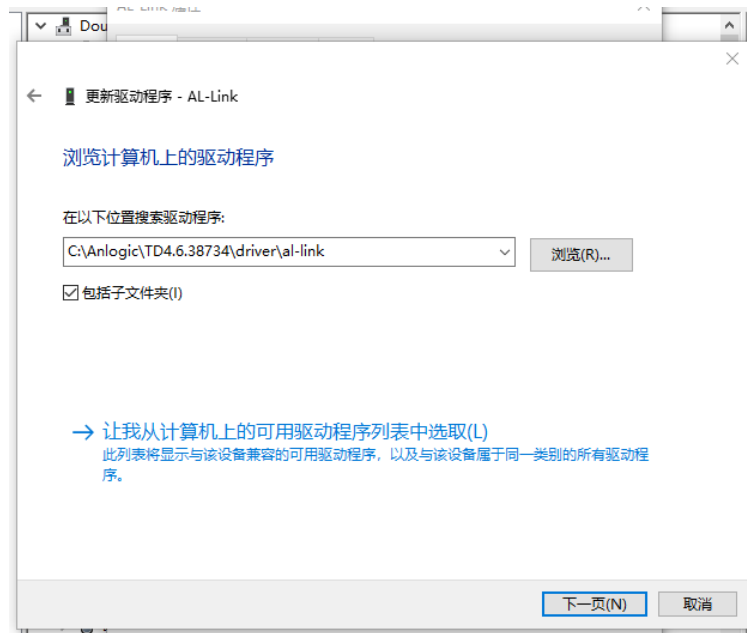 AL-Link 属性
Dou
更新驱动程序 - AL-Link
浏览计算机上的驱动程序
在以下位置搜索驱动程序:
C:\Anlogic\TD4.6.38734\driver\al-link
浏览(R)...
包括子文件夹(I)
让我从计算机上的可用驱动程序列表中选取(L)
此列表将显示与该设备兼容的可用驱动程序，以及与该设备属于同一类别的所有驱动程
序。
下一页(N)
取消